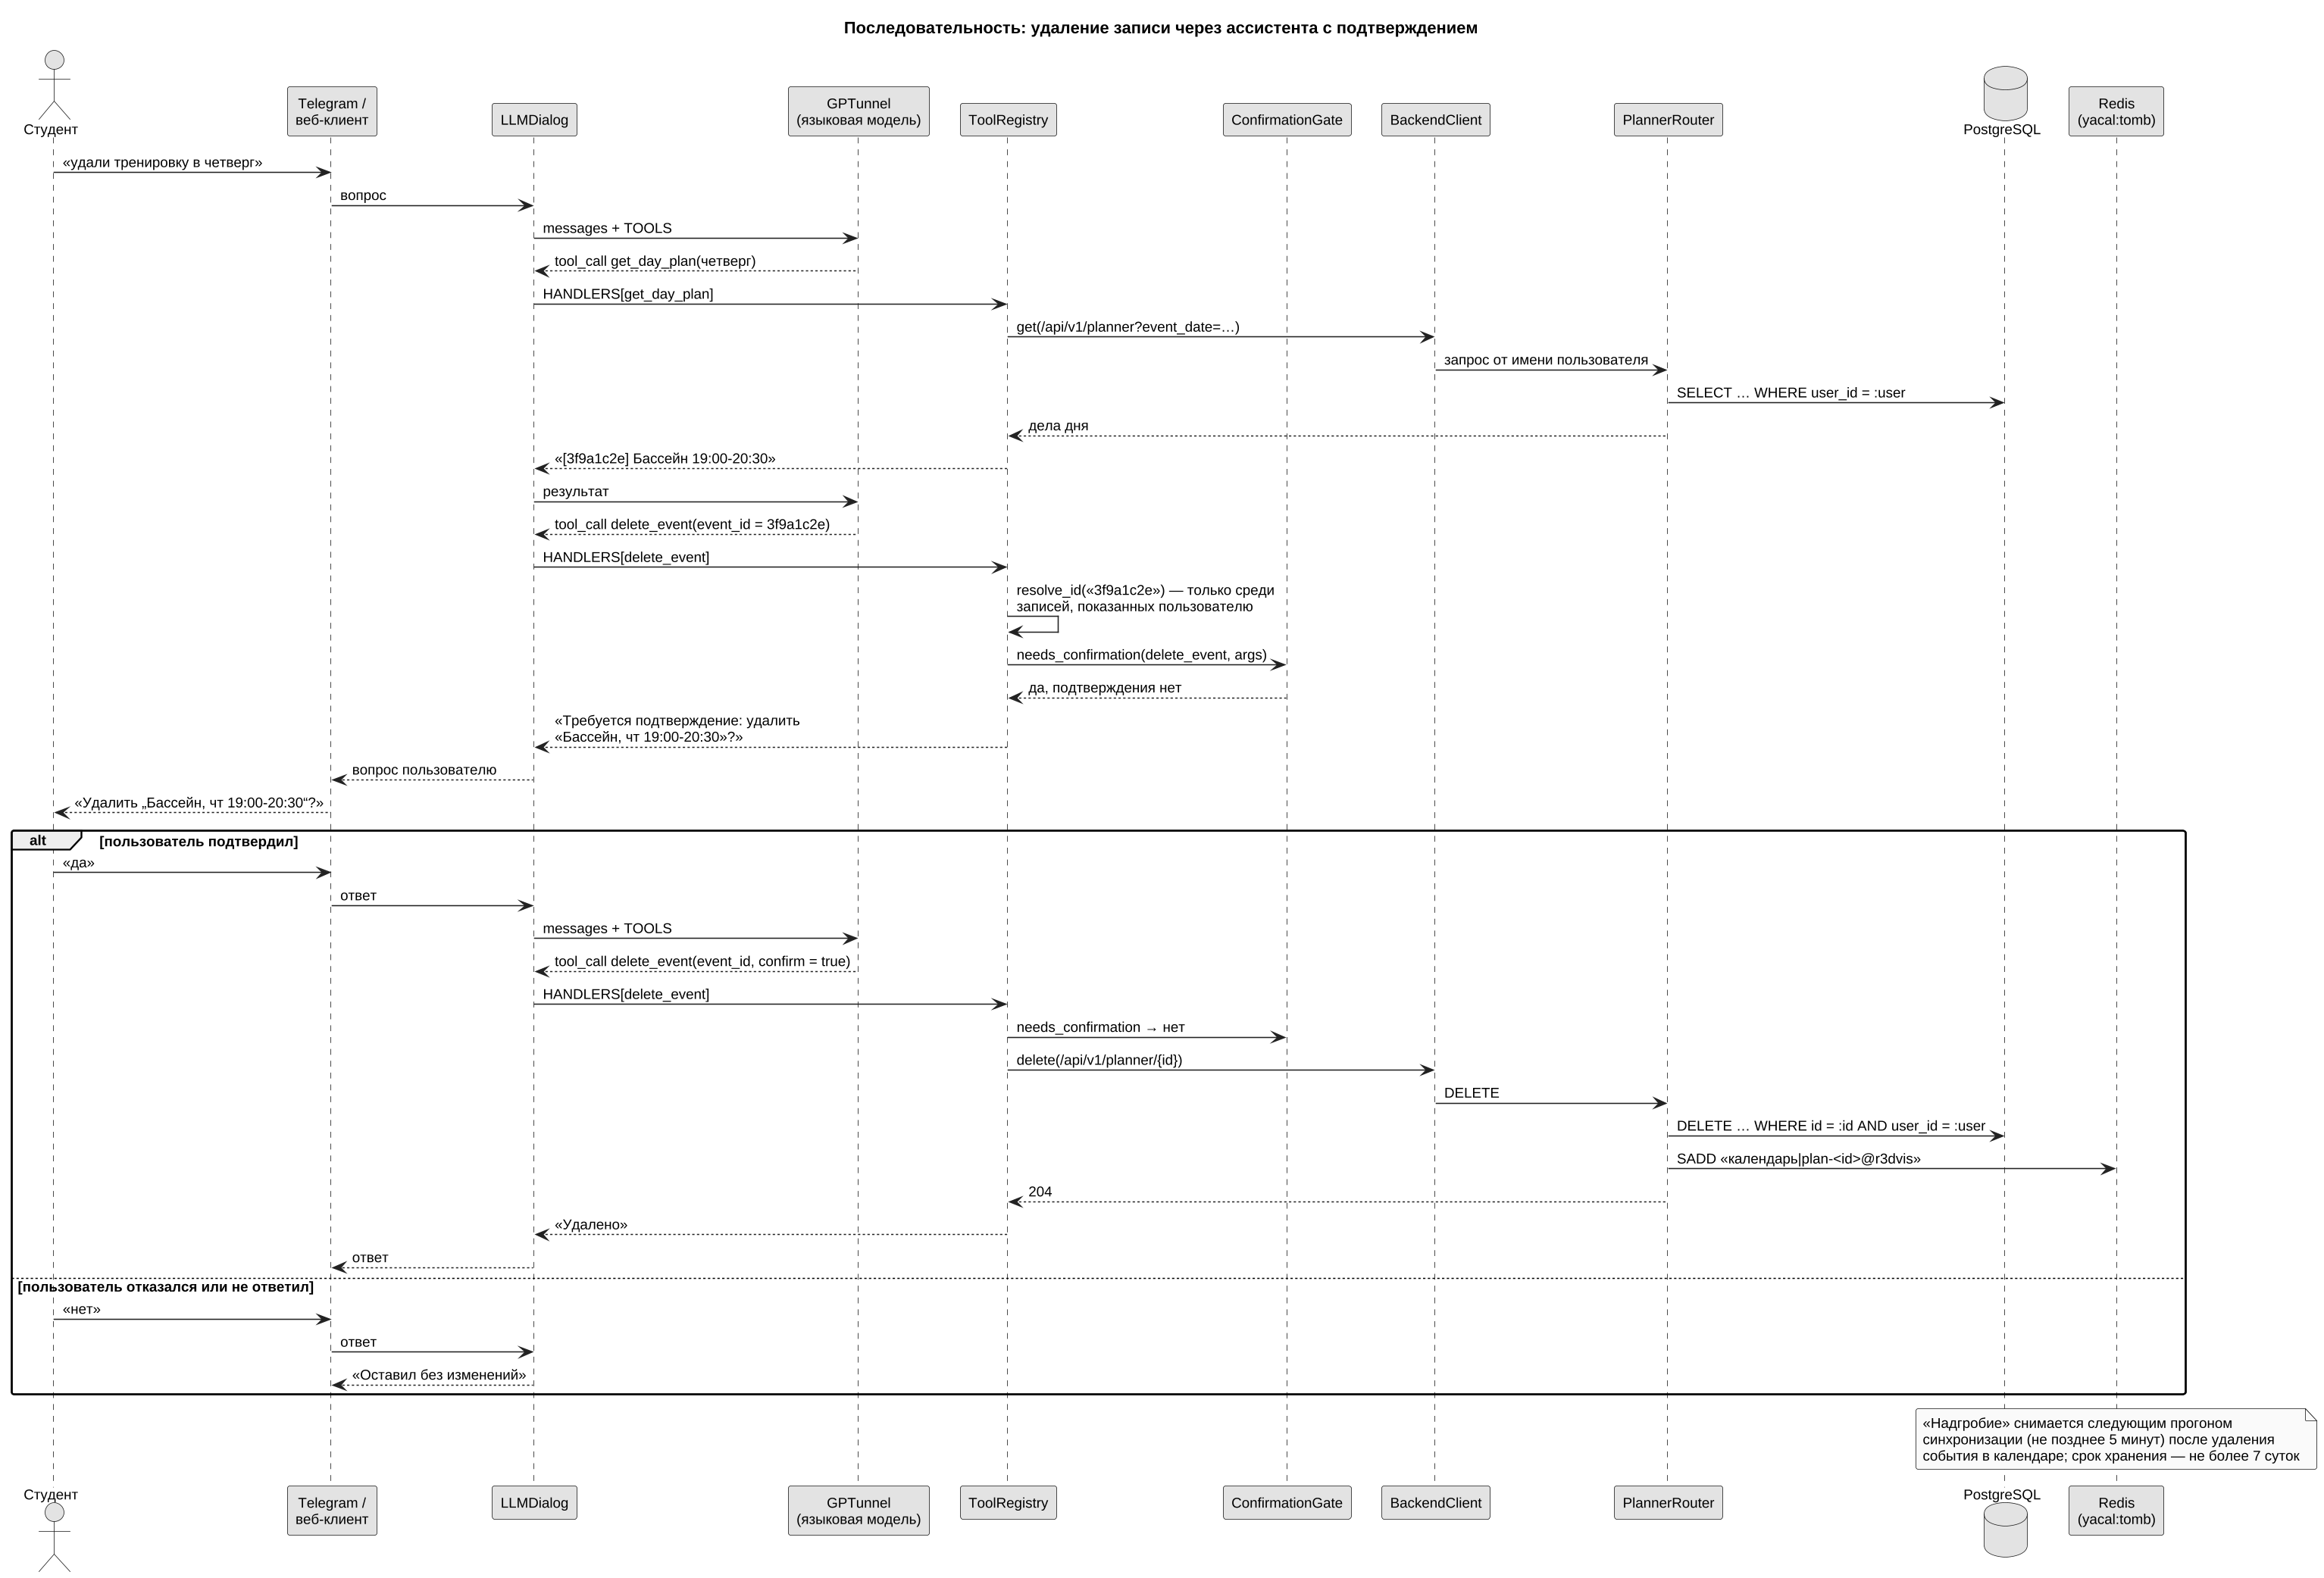 Последовательность: удаление записи через ассистента с подтверждением
Студент
Telegram /
веб-клиент
LLMDialog
GPTunnel
(языковая модель)
ToolRegistry
ConfirmationGate
BackendClient
PlannerRouter
PostgreSQL
Redis
(yacal:tomb)
«удали тренировку в четверг»
вопрос
messages + TOOLS
tool_call get_day_plan(четверг)
HANDLERS[get_day_plan]
get(/api/v1/planner?event_date=…)
запрос от имени пользователя
SELECT … WHERE user_id = :user
дела дня
«[3f9a1c2e] Бассейн 19:00-20:30»
результат
tool_call delete_event(event_id = 3f9a1c2e)
HANDLERS[delete_event]
resolve_id(«3f9a1c2e») — только среди
записей, показанных пользователю
needs_confirmation(delete_event, args)
да, подтверждения нет
«Требуется подтверждение: удалить
«Бассейн, чт 19:00-20:30»?»
вопрос пользователю
«Удалить „Бассейн, чт 19:00-20:30“?»
alt
[пользователь подтвердил]
«да»
ответ
messages + TOOLS
tool_call delete_event(event_id, confirm = true)
HANDLERS[delete_event]
needs_confirmation → нет
delete(/api/v1/planner/{id})
DELETE
DELETE … WHERE id = :id AND user_id = :user
SADD «календарь|plan-<id>@r3dvis»
204
«Удалено»
ответ
[пользователь отказался или не ответил]
«нет»
ответ
«Оставил без изменений»
«Надгробие» снимается следующим прогоном
синхронизации (не позднее 5 минут) после удаления
события в календаре; срок хранения — не более 7 суток
Студент
Telegram /
веб-клиент
LLMDialog
GPTunnel
(языковая модель)
ToolRegistry
ConfirmationGate
BackendClient
PlannerRouter
PostgreSQL
Redis
(yacal:tomb)